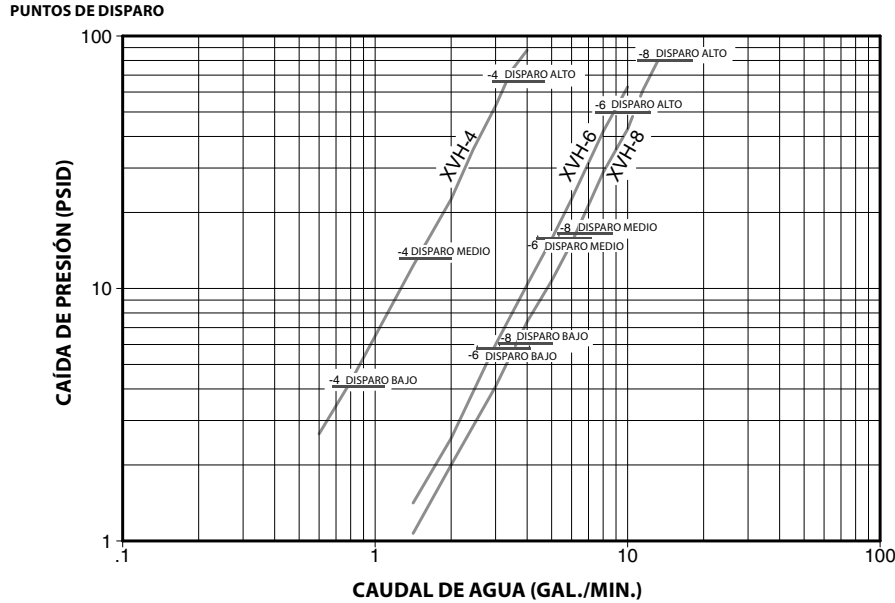 PUNTOS DE DISPARO
100
-8 DISPARO ALTO
-4 DISPARO ALTO
-6 DISPARO ALTO
XVH-4
XVH-6
XVH-8
CAÍDA DE PRESIÓN (PSID)
-8 DISPARO MEDIO
-4 DISPARO MEDIO
-6 DISPARO MEDIO
10
-8 DISPARO BAJO
-6 DISPARO BAJO
-4 DISPARO BAJO
1
.1
1
10
100
CAUDAL DE AGUA (GAL./MIN.)